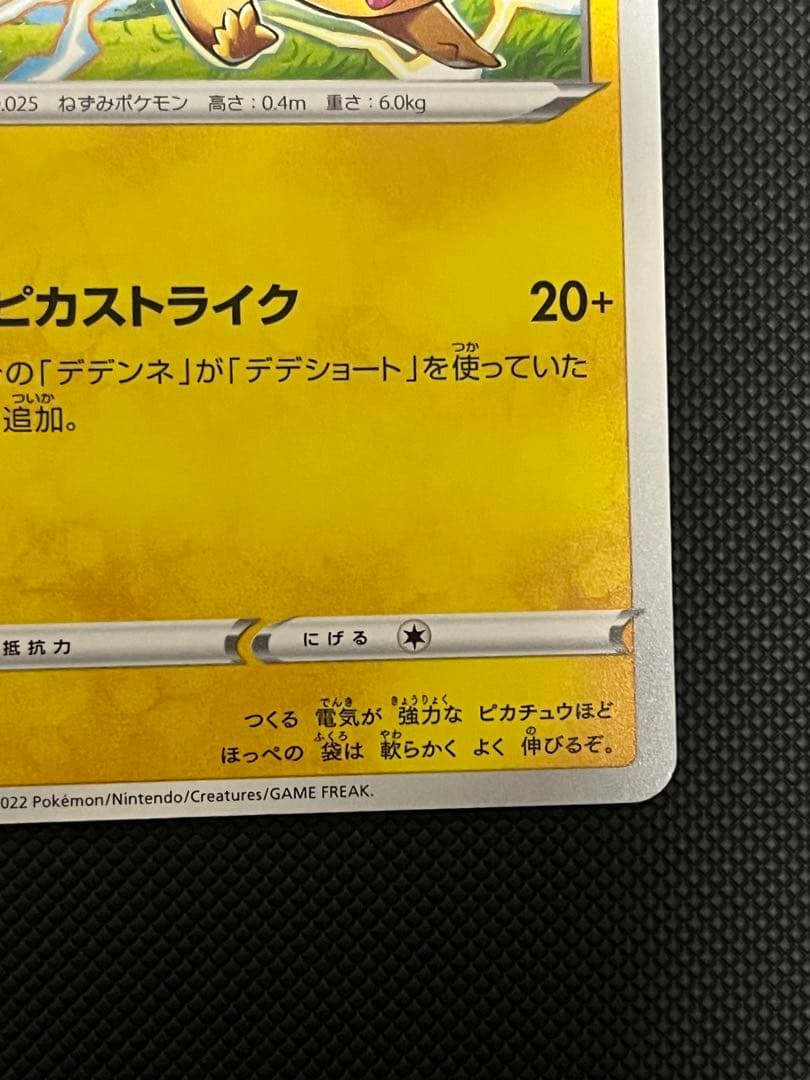 .025 ねずみポケモン 高さ:0.4m 重さ:6.0kg
ピカストライク 20+
の「デデンネ」が「デデショート」を使っていた
追加。
抵抗力 にげる
つくる 電気が 強力な ピカチュウほど
ほっぺの 袋は 軟らかく よく 伸びるぞ。
022 Pokémon/Nintendo/Creatures/GAME FREAK.